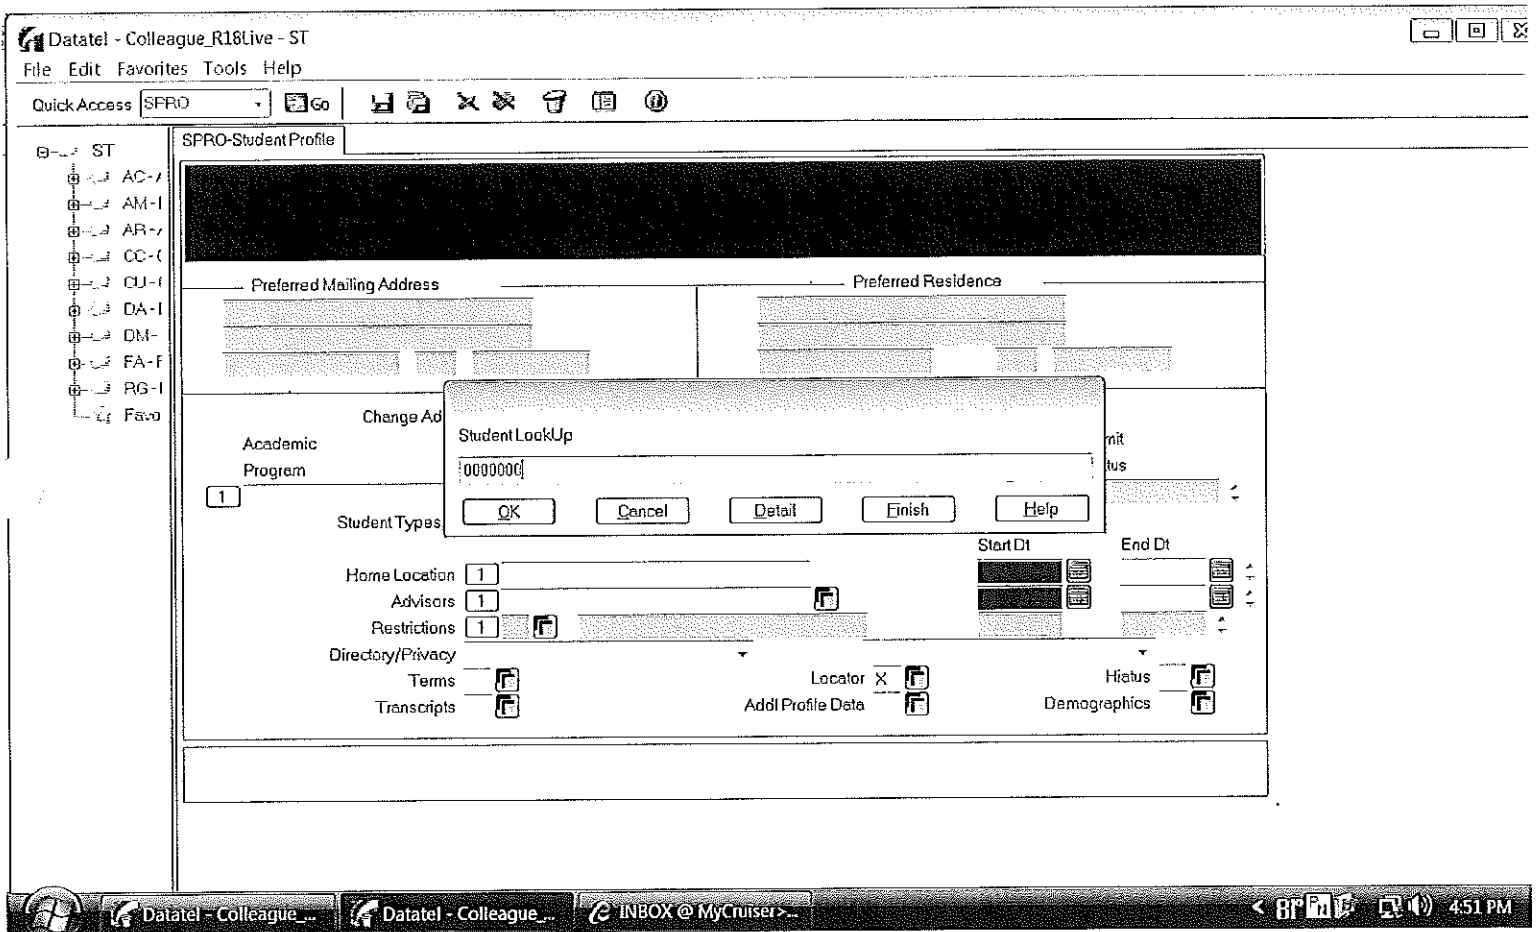 Datatel - Colleague_R18Live - ST
File Edit Favorites Tools Help
Quick Access SPRO Go
SPRO-Student Profile
ST
AC-
AM-
AR-
CC-
CU-
DA-
DM-
FA-
RG-
Favo
Preferred Mailing Address
Preferred Residence
Change Ad
Academic
Program
1
mit
tus
Student LookUp
0000000
OK Cancel Detail Finish Help
Student Types
Start Dt End Dt
Home Location 1
Advisors 1
Restrictions 1
Directory/Privacy
Terms Locator X Hiatus
Transcripts Addl Profile Data Demographics
Datatel - Colleague_... Datatel - Colleague_... INBOX @ MyCruiser>... 4:51 PM